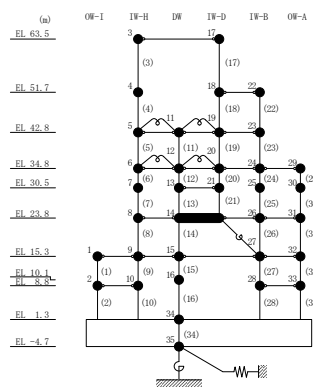 (m) OW-I IW-H DW IW-D IW-B OW-A
EL 63.5 3 17
(3) (17)
EL 51.7 4 18 22
(4) (18) (22)
EL 42.8 5 11 19 23
(5) 12 (11) 20 (19) (23)
EL 34.8 6 24 29
(6) (12) (20) (24)
EL 30.5 7 13 21 25 30
(7) (13) (21) (25)
EL 23.8 8 14 26 31
(8) (14) 27 (26)
EL 15.3 1 9 15 32
(1) (9) (15) (27)
EL 10.1 16
EL 8.8 2 10 28 33
(2) (10) (16) (28)
EL 1.3 34
(34)
EL -4.7 35